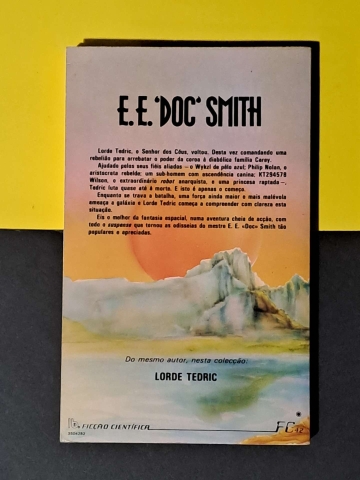 E. E. "DOC" SMITH
Lorde Tedric, o Senhor dos Céus, voltou. Desta vez comandando uma
rebelião para arrebatar o poder da coroa à diabólica família Carey.
Ajudado pelos seus fiéis aliados — o Wykzl de pêlo azul; Philip Nolan, o
aristocrata rebelde; um sub-homem com ascendência canina; KT294578
Wilson, o extraordinário robar anarquista, e uma princesa raptada —,
Tedric luta quase até à morte. E isto é apenas o começo.
Enquanto se trava a batalha, uma força ainda maior e mais malévola
ameaça a galáxia e Lorde Tedric começa a compreender com clareza esta
situação.
Eis o melhor da fantasia espacial, numa aventura cheia de acção, com
todo o suspense que tornou as odisseias do mestre E. E. «Doc» Smith tão
populares e apreciadas.
Do mesmo autor, nesta colecção:
LORDE TEDRIC
FICÇÃO CIENTÍFICA
FC 42